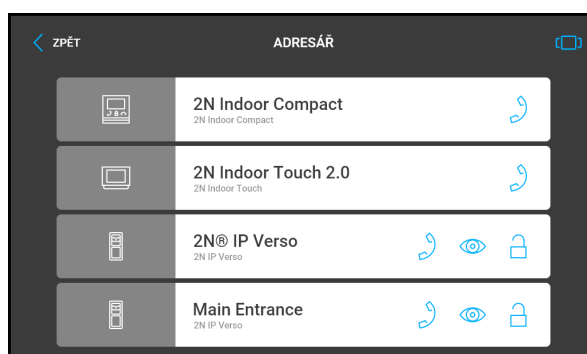 ZPĚT
ADRESÁŘ
2N Indoor Compact
2N Indoor Compact
2N Indoor Touch 2.0
2N Indoor Touch
2N® IP Verso
2N IP Verso
Main Entrance
2N IP Verso